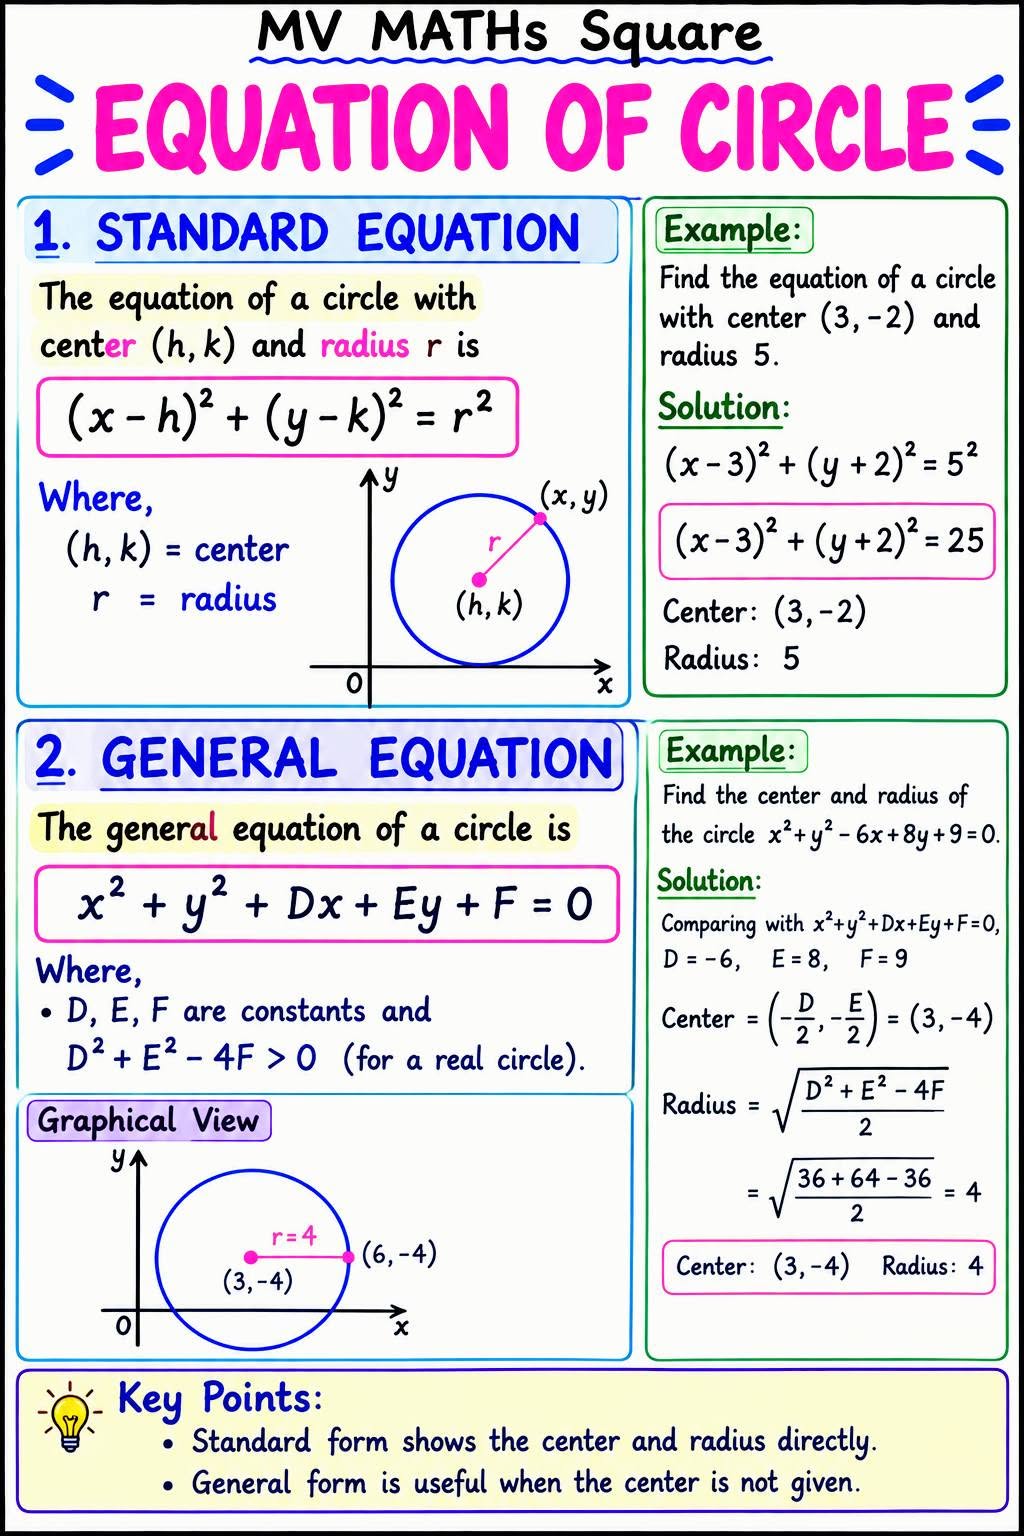 MV MATHs Square
EQUATION OF CIRCLE
1. STANDARD EQUATION
The equation of a circle with
center (h, k) and radius r is
(x – h)² + (y – k)² = r²
Where,
(h, k) = center
r = radius
y
(x, y)
r
(h, k)
O
x
Example:
Find the equation of a circle
with center (3, –2) and
radius 5.
Solution:
(x – 3)² + (y + 2)² = 5²
(x – 3)² + (y + 2)² = 25
Center: (3, –2)
Radius: 5
2. GENERAL EQUATION
The general equation of a circle is
x² + y² + Dx + Ey + F = 0
Where,
• D, E, F are constants and
D² + E² – 4F > 0 (for a real circle).
Graphical View
y
r = 4
(6, –4)
(3, –4)
O
x
Example:
Find the center and radius of
the circle x² + y² – 6x + 8y + 9 = 0.
Solution:
Comparing with x²+y²+Dx+Ey+F=0,
D = –6, E = 8, F = 9
Center = (–D/2, –E/2) = (3, –4)
Radius = √((D² + E² – 4F)/2)
= √((36 + 64 – 36)/2) = 4
Center: (3, –4) Radius: 4
Key Points:
• Standard form shows the center and radius directly.
• General form is useful when the center is not given.